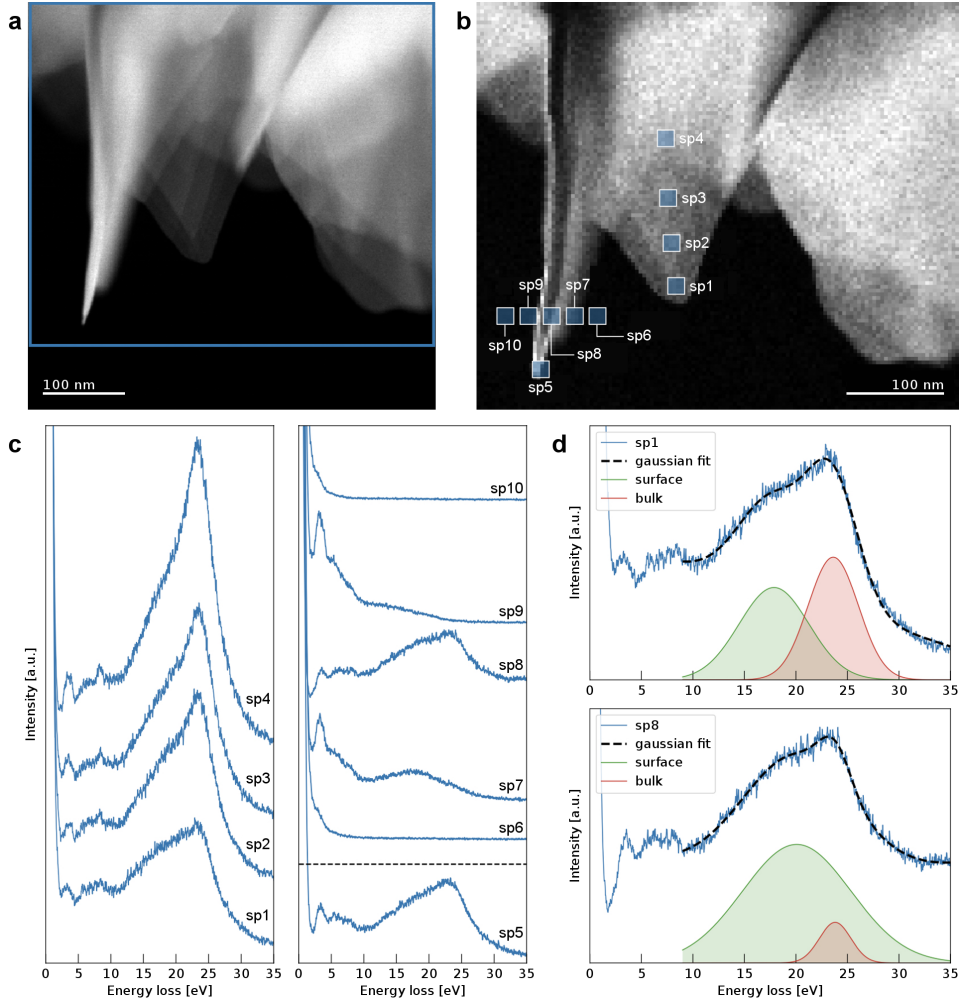 a
100 nm
b
sp4
sp3
sp2
sp1
sp9
sp7
sp10
sp8
sp6
sp5
100 nm
c
Intensity [a.u.]
sp4
sp3
sp2
sp1
0 5 10 15 20 25 30 35
Energy loss [eV]
sp10
sp9
sp8
sp7
sp6
sp5
0 5 10 15 20 25 30 35
Energy loss [eV]
d
Intensity [a.u.]
sp1
gaussian fit
surface
bulk
0 5 10 15 20 25 30 35
Intensity [a.u.]
sp8
gaussian fit
surface
bulk
0 5 10 15 20 25 30 35
Energy loss [eV]